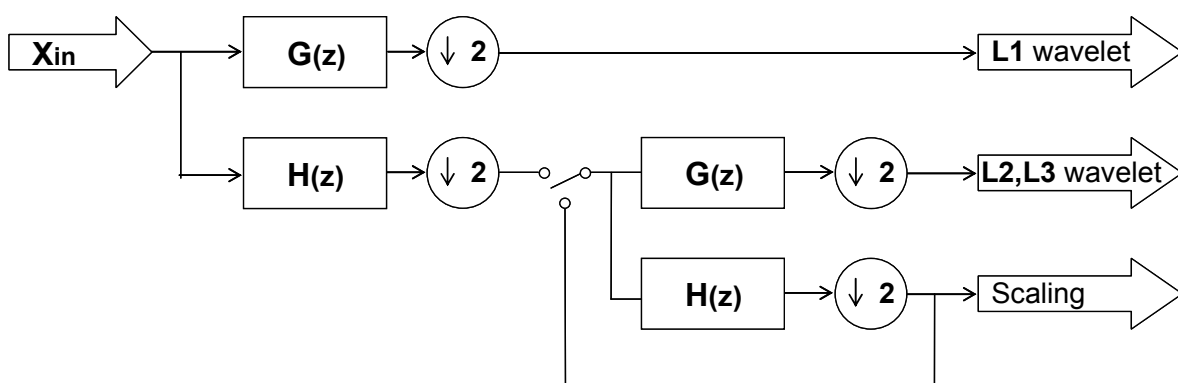 Xin
G(z)
↓ 2
L1 wavelet
H(z)
↓ 2
G(z)
↓ 2
L2,L3 wavelet
H(z)
↓ 2
Scaling